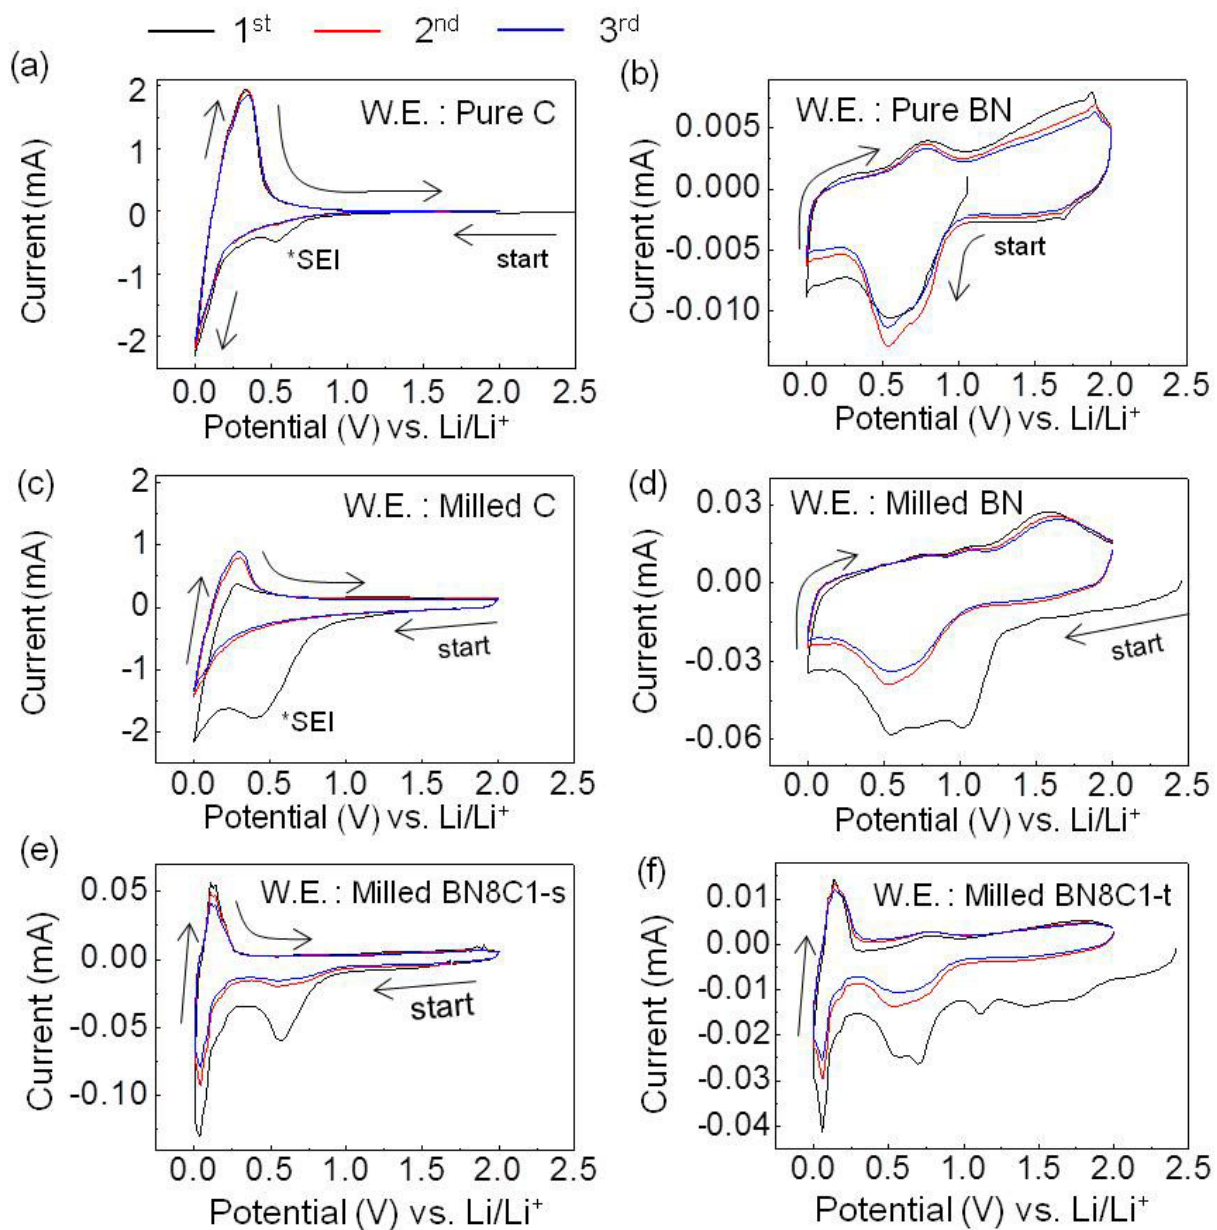 1st 2nd 3rd
(a)
W.E. : Pure C
2
1
0
-1
-2
*SEI
start
Current (mA)
0.0 0.5 1.0 1.5 2.0 2.5
Potential (V) vs. Li/Li+
(b)
W.E. : Pure BN
0.005
0.000
-0.005
-0.010
start
Current (mA)
0.0 0.5 1.0 1.5 2.0 2.5
Potential (V) vs. Li/Li+
(c)
W.E. : Milled C
2
1
0
-1
-2
start
*SEI
Current (mA)
0.0 0.5 1.0 1.5 2.0 2.5
Potential (V) vs. Li/Li+
(d)
W.E. : Milled BN
0.03
0.00
-0.03
-0.06
start
Current (mA)
0.0 0.5 1.0 1.5 2.0 2.5
Potential (V) vs. Li/Li+
(e)
W.E. : Milled BN8C1-s
0.05
0.00
-0.05
-0.10
start
Current (mA)
0.0 0.5 1.0 1.5 2.0 2.5
Potential (V) vs. Li/Li+
(f)
W.E. : Milled BN8C1-t
0.01
0.00
-0.01
-0.02
-0.03
-0.04
Current (mA)
0.0 0.5 1.0 1.5 2.0 2.5
Potential (V) vs. Li/Li+